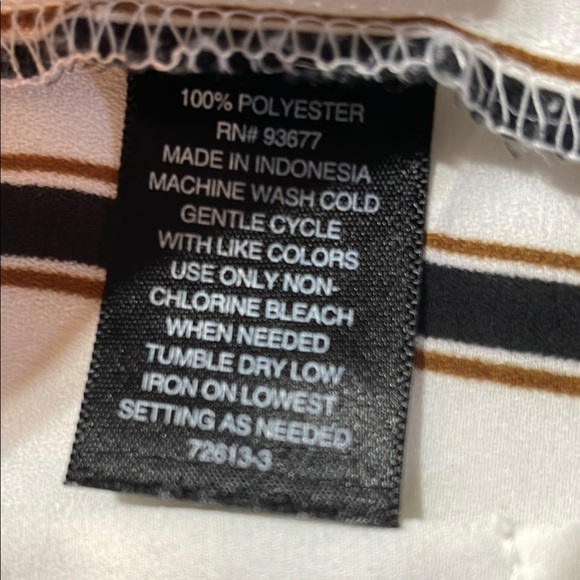 100% POLYESTER
RN# 93677
MADE IN INDONESIA
MACHINE WASH COLD
GENTLE CYCLE
WITH LIKE COLORS
USE ONLY NON-
CHLORINE BLEACH
WHEN NEEDED
TUMBLE DRY LOW
IRON ON LOWEST
SETTING AS NEEDED
72613-3